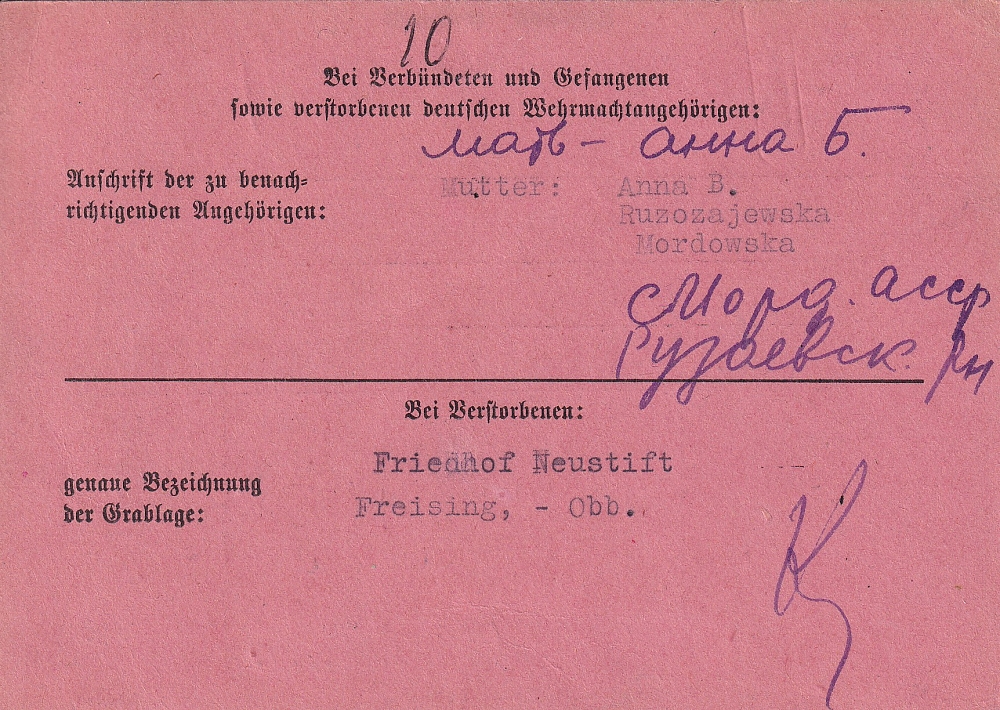 10
Bei Verbündeten und Gefangenen
sowie verstorbenen deutschen Wehrmachtangehörigen:
мать - анна Б.
Anschrift der zu benach=
richtigenden Angehörigen:
Mutter: Anna B.
Ruzozajewska
Mordowska
Морд. асср
Рузаевск. рн
Bei Verstorbenen:
genaue Bezeichnung
der Grablage:
Friedhof Neustift
Freising, - Obb.